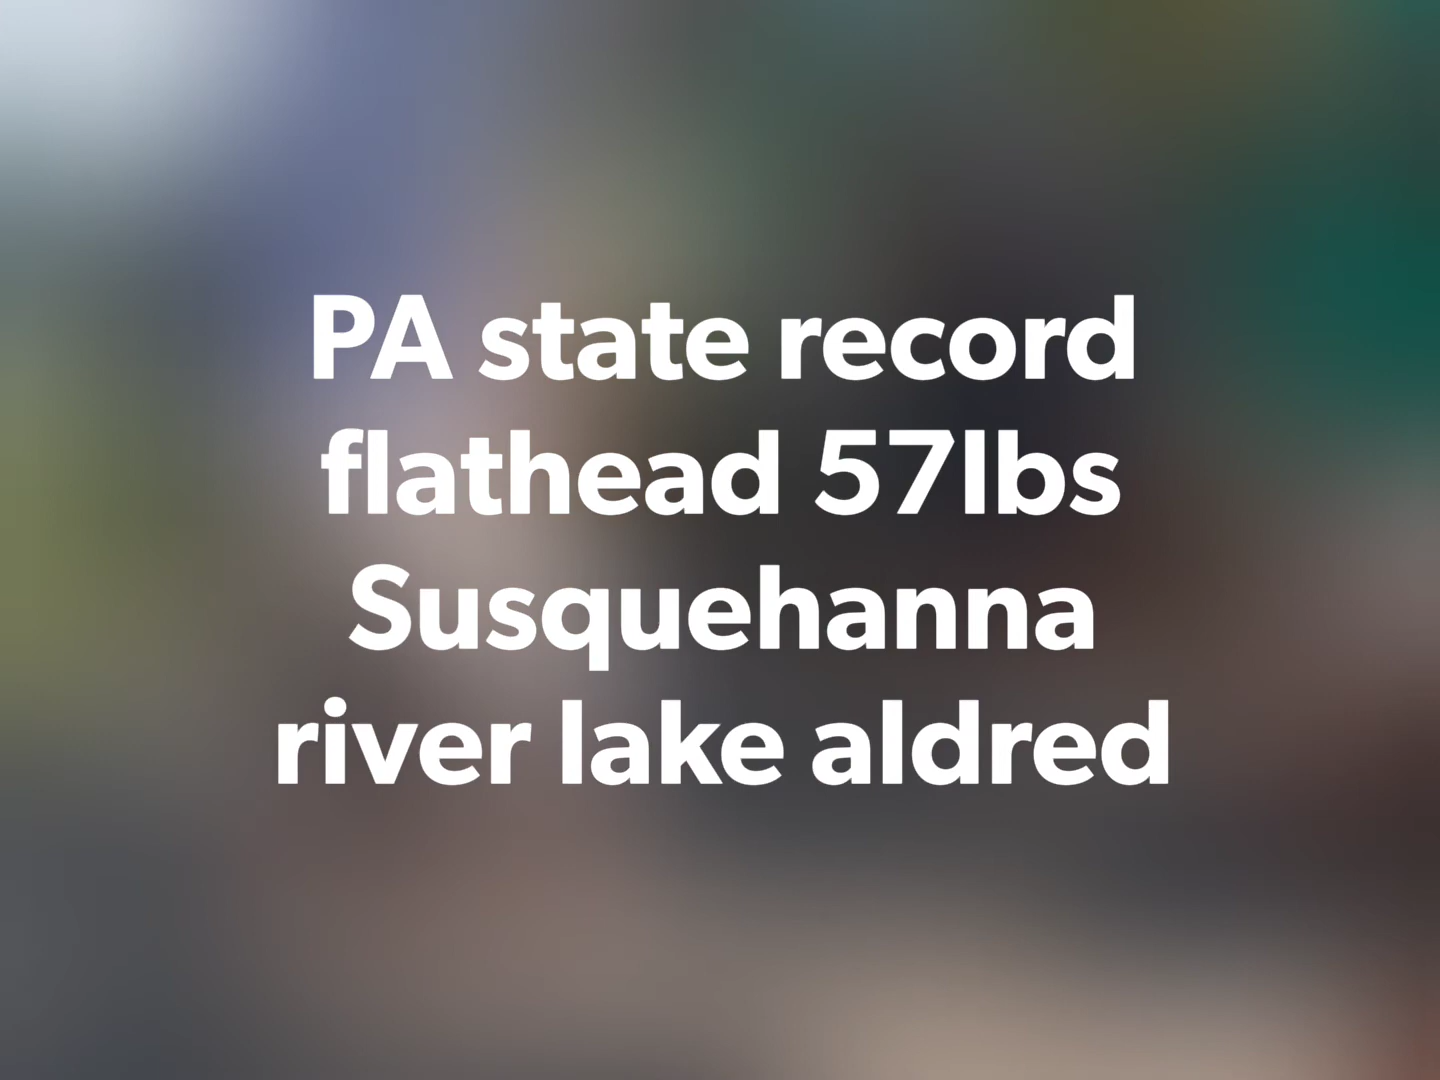 PA state record
flathead 57lbs
Susquehanna
river lake aldred